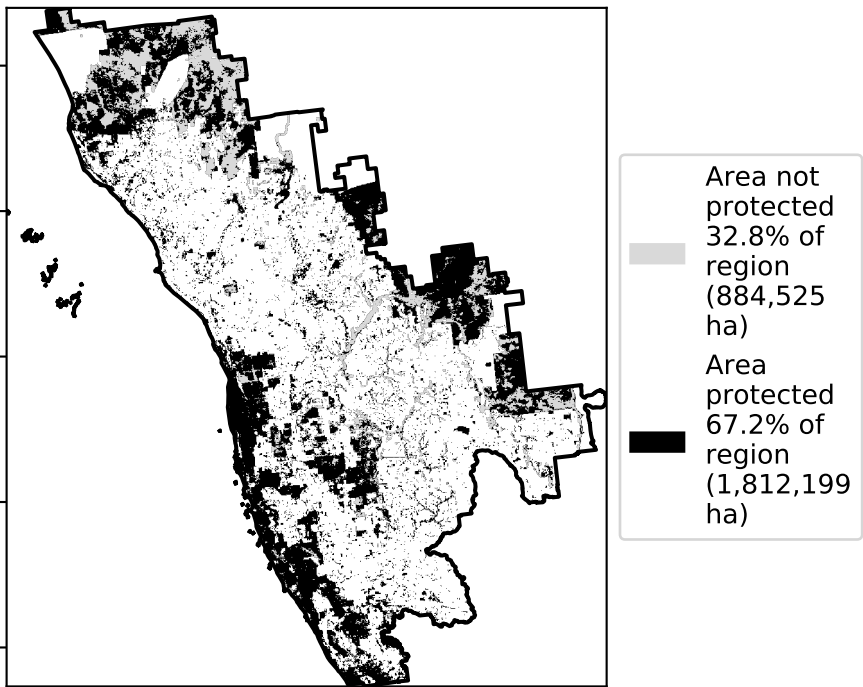 Area not
protected
32.8% of
region
(884,525
ha)
Area
protected
67.2% of
region
(1,812,199
ha)